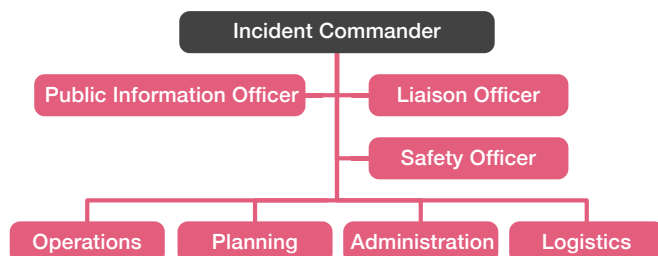 Incident Commander
Public Information Officer
Liaison Officer
Safety Officer
Operations
Planning
Administration
Logistics